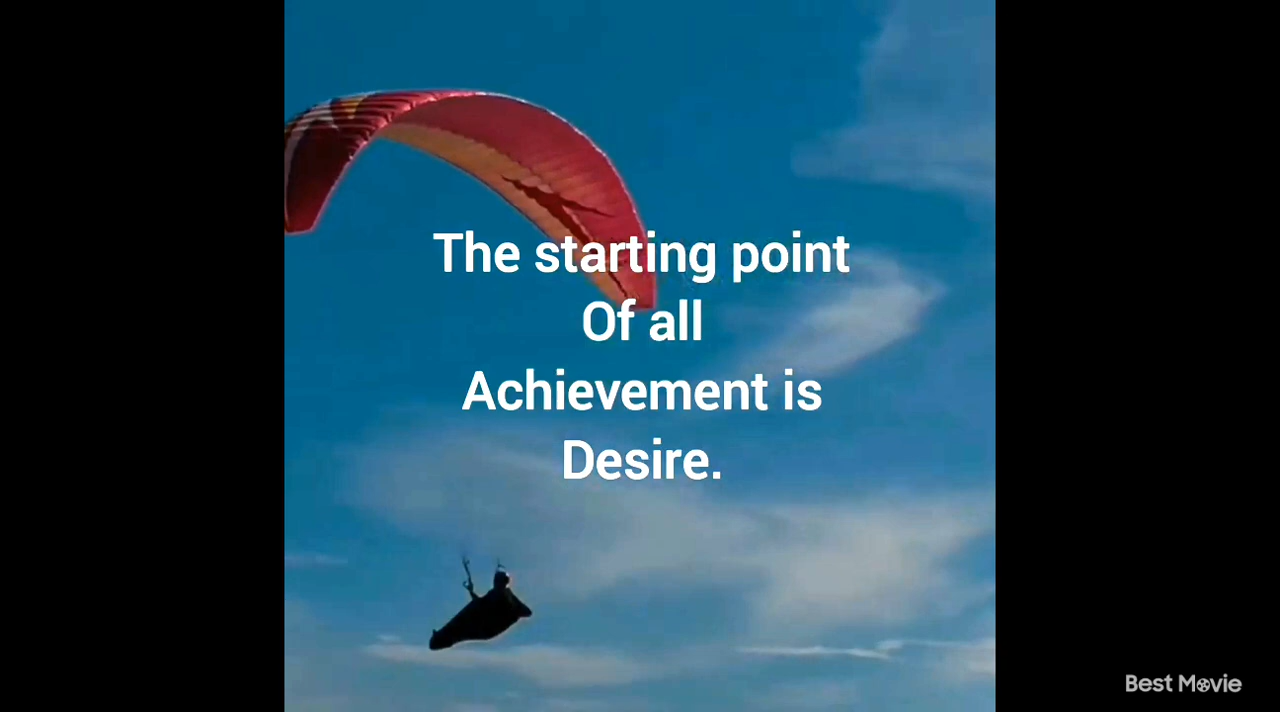 The starting point
Of all
Achievement is
Desire.
Best Movie